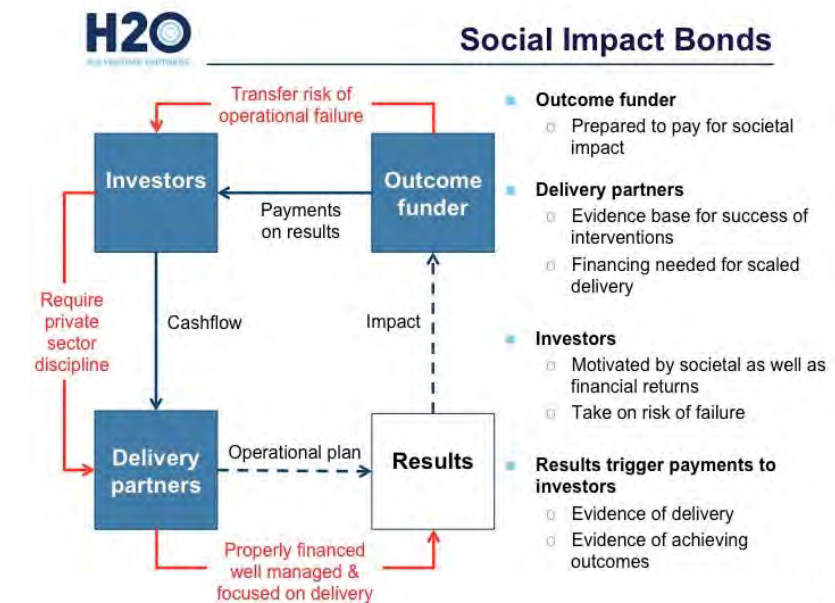 H2O
Social Impact Bonds
Transfer risk of
operational failure
Investors
Outcome
funder
Payments
on results
Require
private
sector
discipline
Cashflow
Impact
Delivery
partners
Operational plan
Results
Properly financed
well managed &
focused on delivery
Outcome funder
Prepared to pay for societal
impact
Delivery partners
Evidence base for success of
interventions
Financing needed for scaled
delivery
Investors
Motivated by societal as well as
financial returns
Take on risk of failure
Results trigger payments to
investors
Evidence of delivery
Evidence of achieving
outcomes